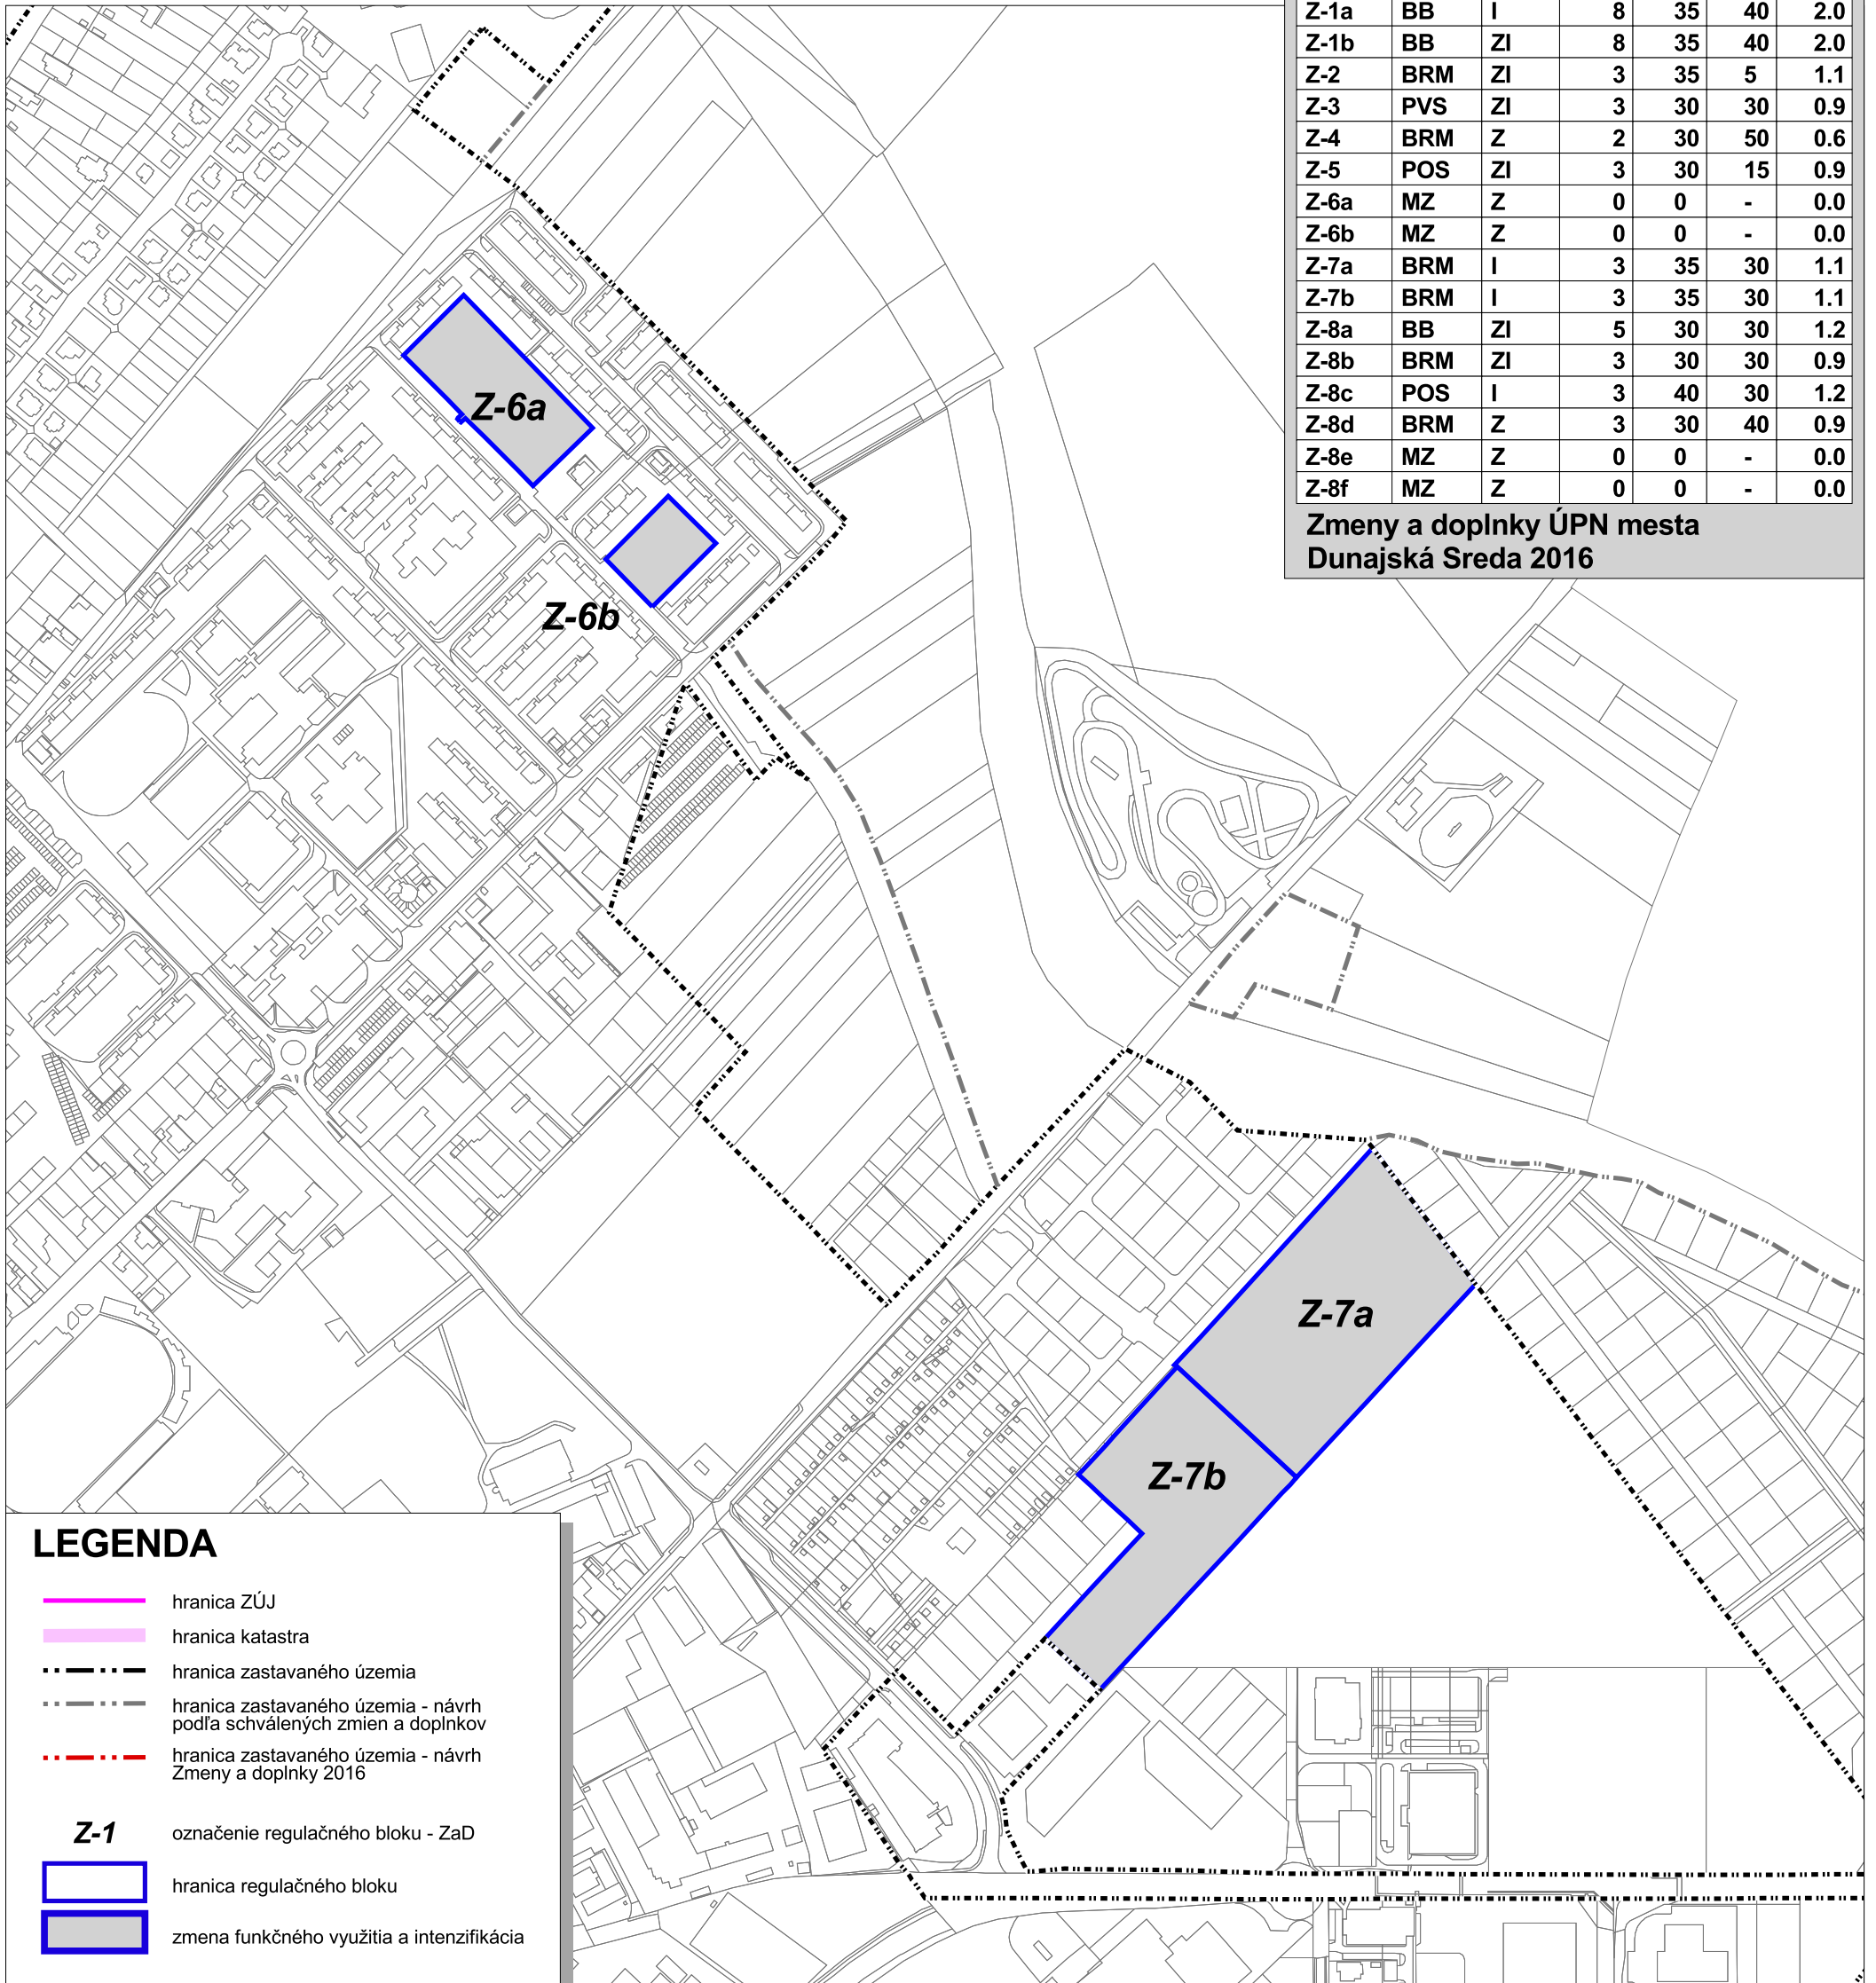 Z-1a BB I 8 35 40 2.0
Z-1b BB ZI 8 35 40 2.0
Z-2 BRM ZI 3 35 5 1.1
Z-3 PVS ZI 3 30 30 0.9
Z-4 BRM Z 2 30 50 0.6
Z-5 POS ZI 3 30 15 0.9
Z-6a MZ Z 0 0 - 0.0
Z-6b MZ Z 0 0 - 0.0
Z-7a BRM I 3 35 30 1.1
Z-7b BRM I 3 35 30 1.1
Z-8a BB ZI 5 30 30 1.2
Z-8b BRM ZI 3 30 30 0.9
Z-8c POS I 3 40 30 1.2
Z-8d BRM Z 3 30 40 0.9
Z-8e MZ Z 0 0 - 0.0
Z-8f MZ Z 0 0 - 0.0
Zmeny a doplnky ÚPN mesta
Dunajská Sreda 2016
Z-6a
Z-6b
Z-7a
Z-7b
LEGENDA
hranica ZÚJ
hranica katastra
hranica zastavaného územia
hranica zastavaného územia - návrh
podľa schválených zmien a doplnkov
hranica zastavaného územia - návrh
Zmeny a doplnky 2016
Z-1 označenie regulačného bloku - ZaD
hranica regulačného bloku
zmena funkčného využitia a intenzifikácia